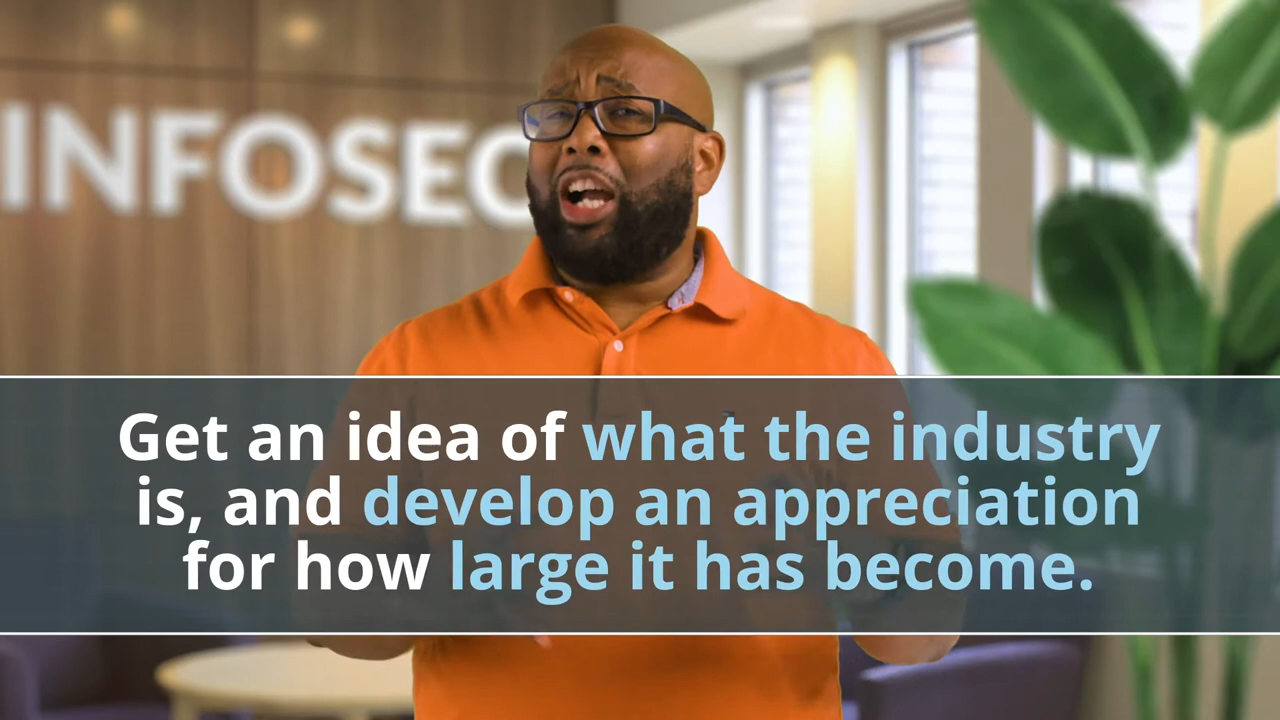 INFOSEC
Get an idea of what the industry
is, and develop an appreciation
for how large it has become.